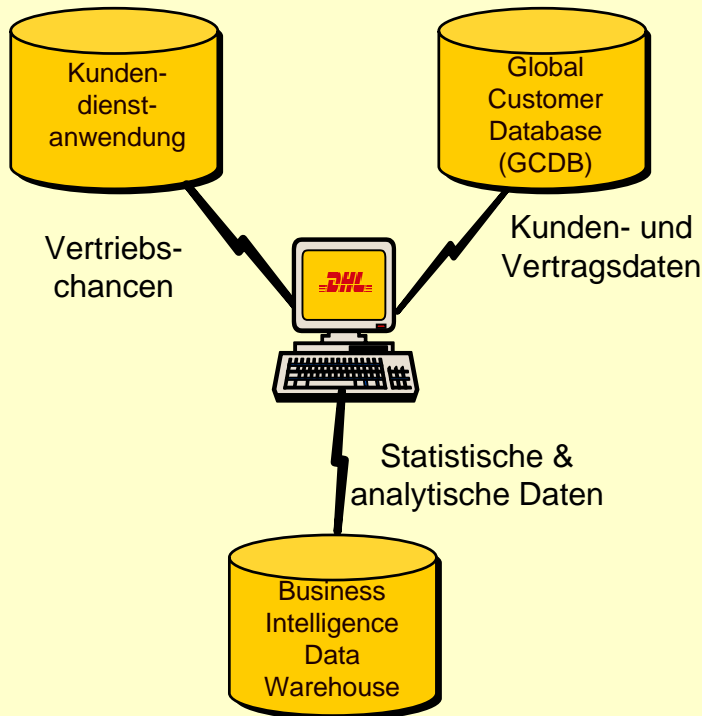 Kunden-
dienst-
anwendung
Global
Customer
Database
(GCDB)
Vertriebs-
chancen
Kunden- und
Vertragsdaten
DHL
Statistische &
analytische Daten
Business
Intelligence
Data
Warehouse